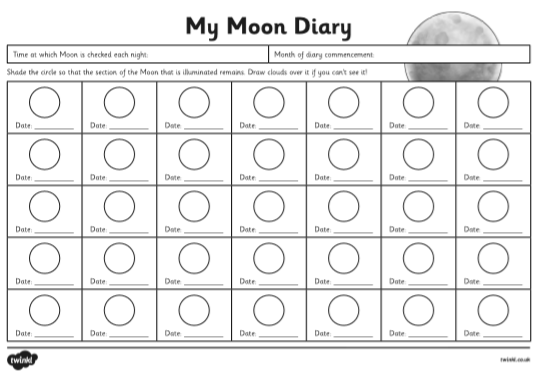 My Moon Diary
Time at which Moon is checked each night:
Month of diary commencement:
Shade the circle so that the section of the Moon that is illuminated remains. Draw clouds over it if you can't see it!
Date: Date: Date: Date: Date: Date: Date:
Date: Date: Date: Date: Date: Date: Date:
Date: Date: Date: Date: Date: Date: Date:
Date: Date: Date: Date: Date: Date: Date:
Date: Date: Date: Date: Date: Date: Date:
twinkl
twinkl.co.uk